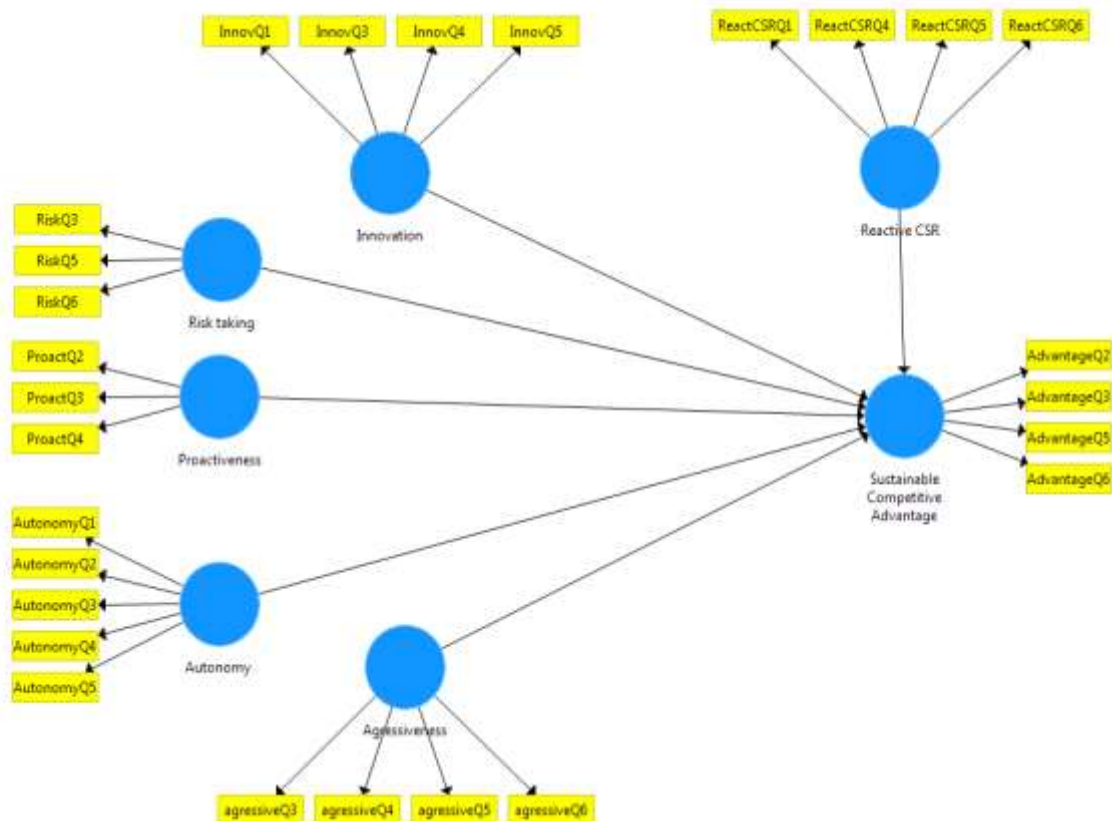 InnovQ1
InnovQ3
InnovQ4
InnovQ5
ReactCSRQ1
ReactCSRQ4
ReactCSRQ5
ReactCSRQ6
Innovation
Reactive CSR
RiskQ3
RiskQ5
RiskQ6
Risk taking
ProactQ2
ProactQ3
ProactQ4
Proactiveness
AdvantageQ2
AdvantageQ3
AdvantageQ5
AdvantageQ6
Sustainable
Competitive
Advantage
AutonomyQ1
AutonomyQ2
AutonomyQ3
AutonomyQ4
AutonomyQ5
Autonomy
Agressiveness
agressiveQ3
agressiveQ4
agressiveQ5
agressiveQ6